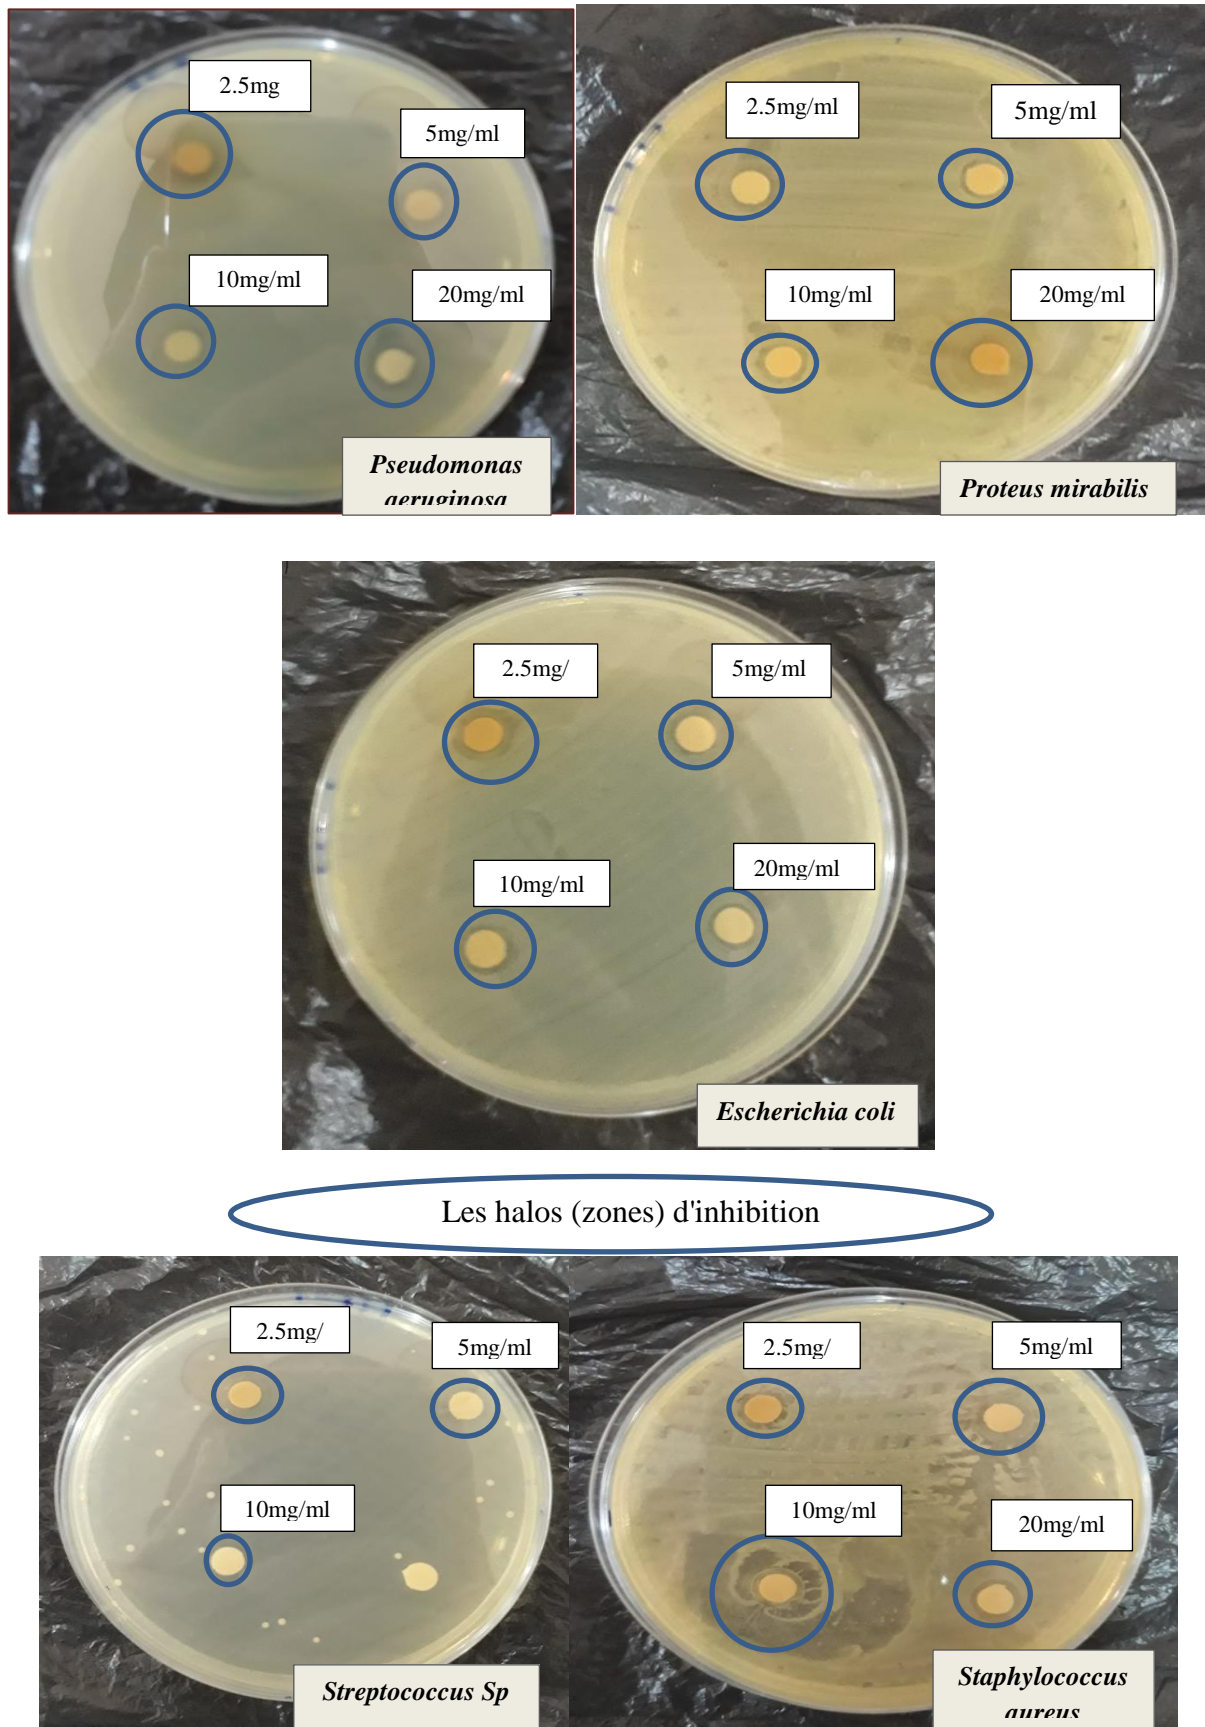 2.5mg
5mg/ml
10mg/ml
20mg/ml
Pseudomonas
aeruginosa
2.5mg/ml
5mg/ml
10mg/ml
20mg/ml
Proteus mirabilis
2.5mg/
5mg/ml
10mg/ml
20mg/ml
Escherichia coli
Les halos (zones) d'inhibition
2.5mg/
5mg/ml
10mg/ml
Streptococcus Sp
2.5mg/
5mg/ml
10mg/ml
20mg/ml
Staphylococcus
aureus